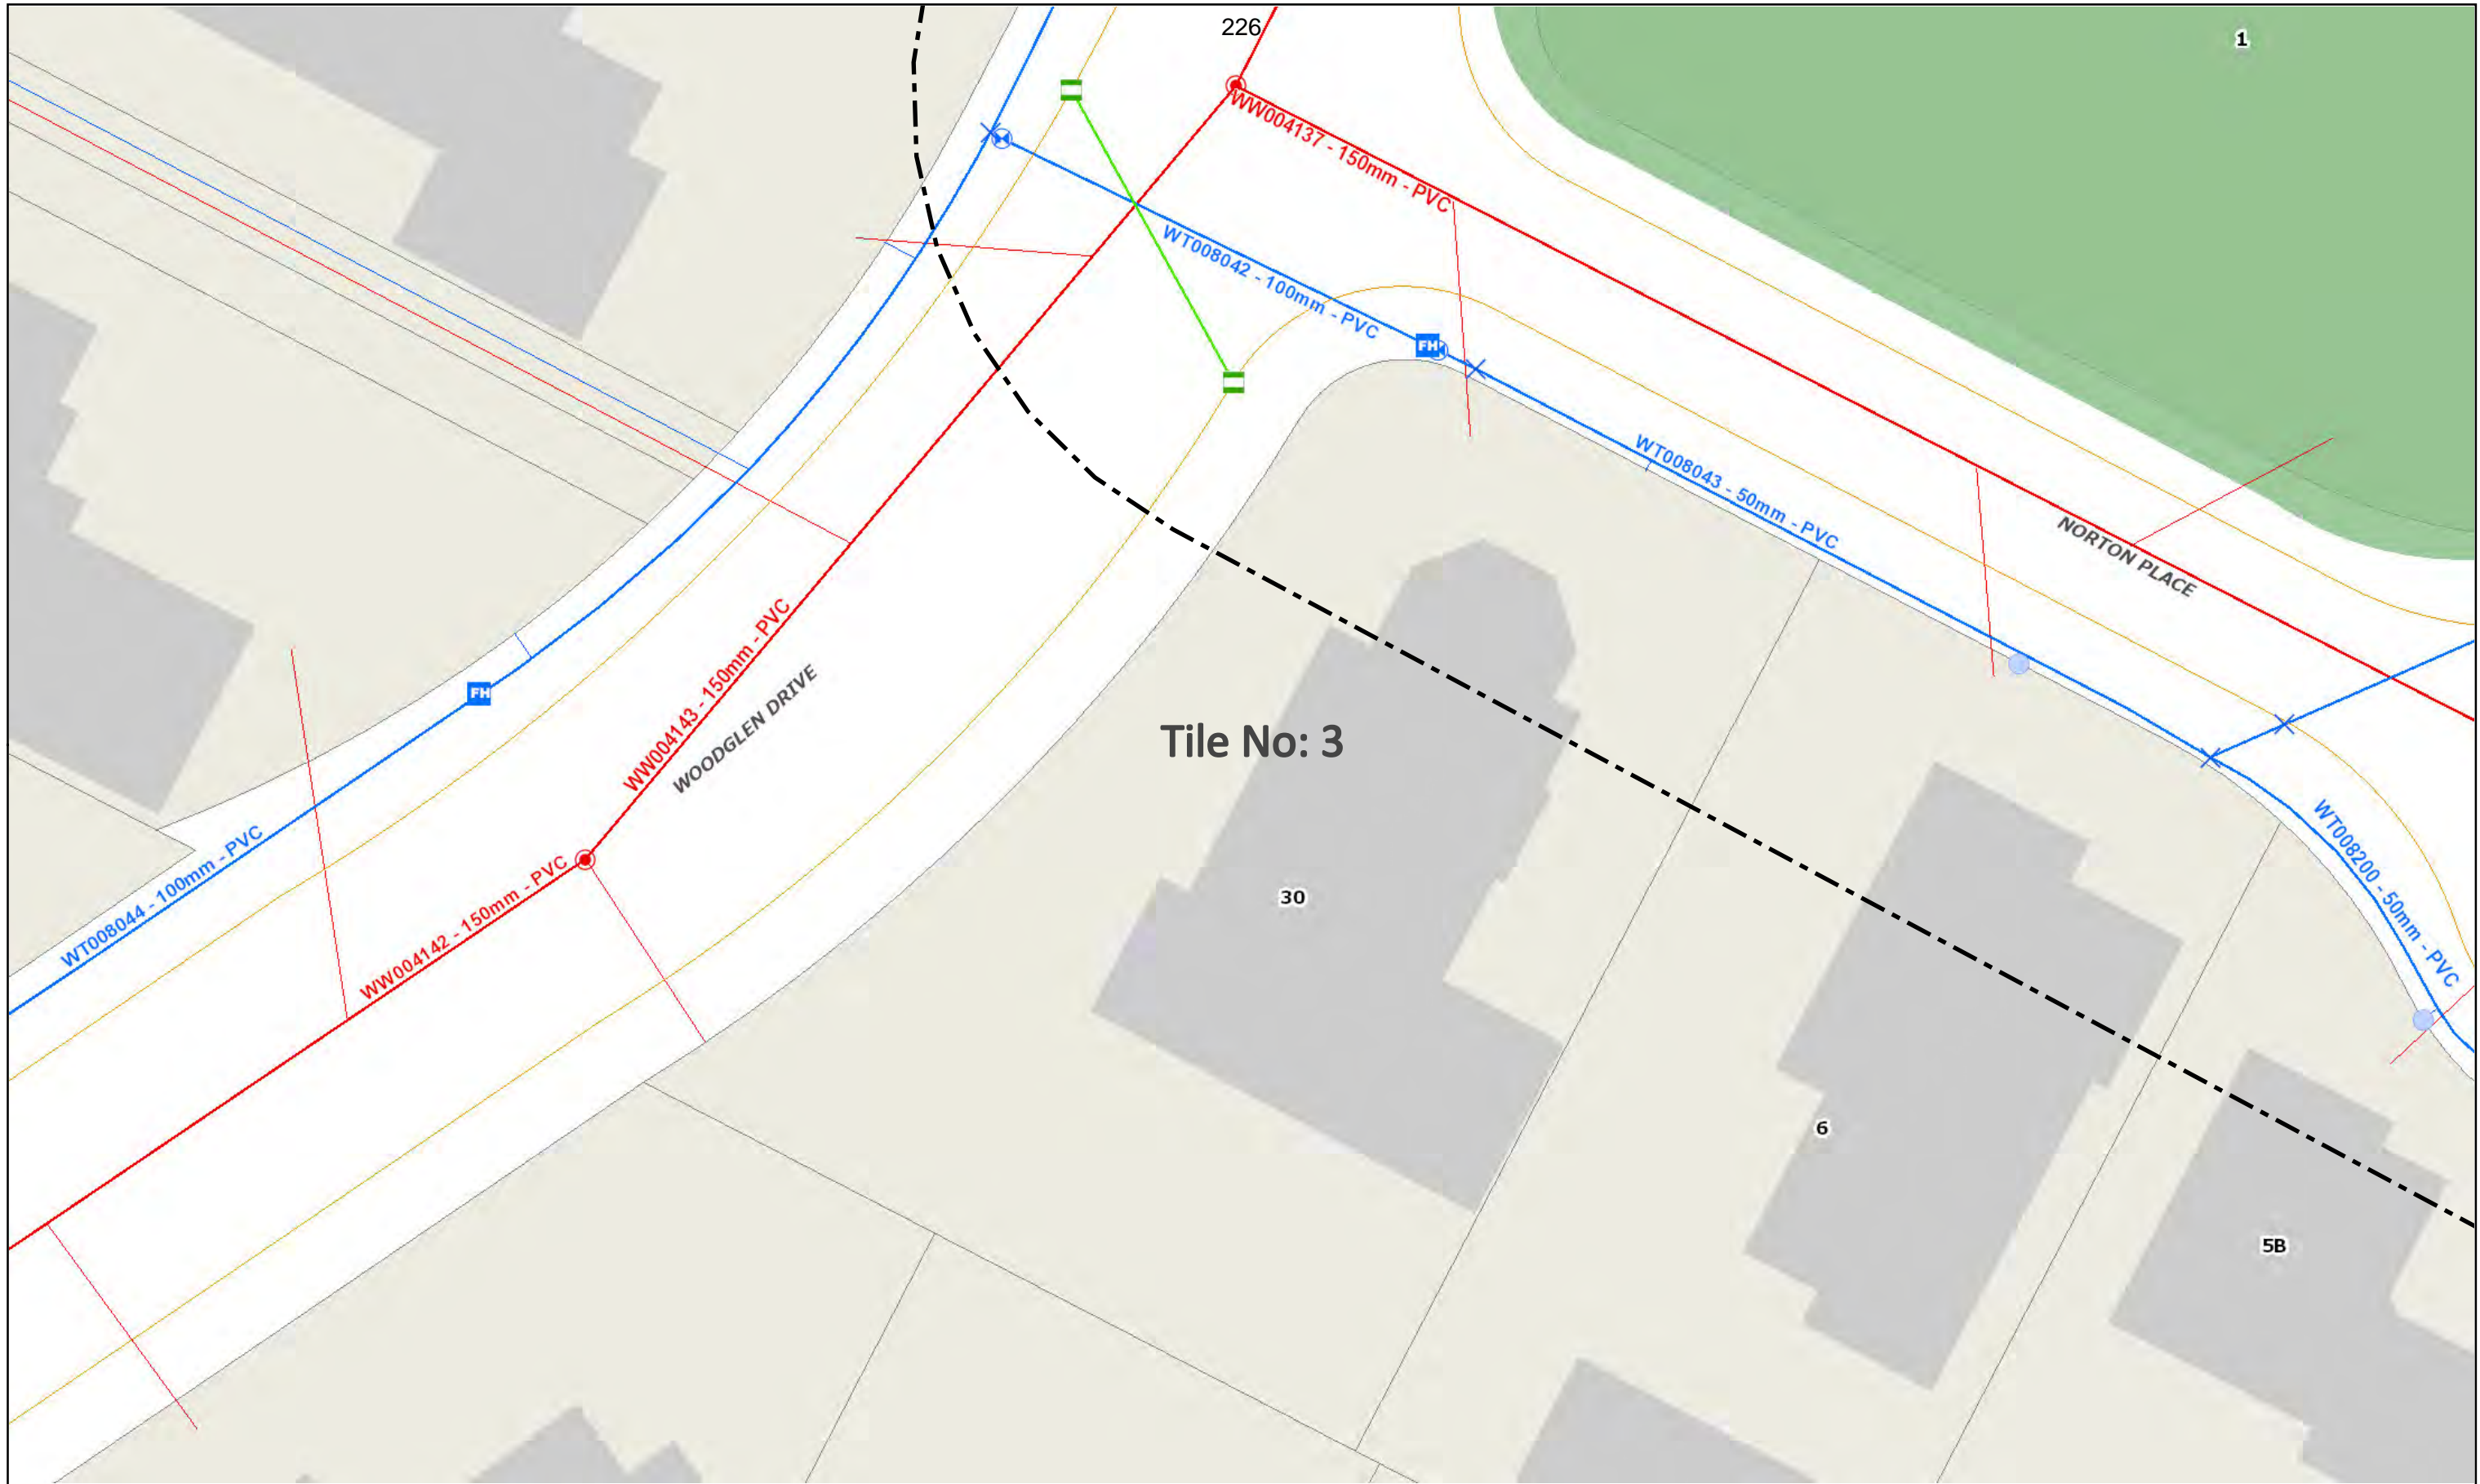 226
1
WW004137 - 150mm - PVC
WT008042 - 100mm - PVC
FH
WT008043 - 50mm - PVC
NORTON PLACE
FH
WW004143 - 150mm - PVC
WOODGLEN DRIVE
Tile No: 3
WT008044 - 100mm - PVC
WW004142 - 150mm - PVC
30
WT008200 - 50mm - PVC
6
5B